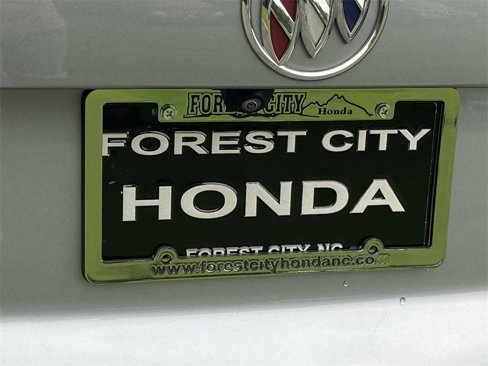 FOREST CITY
Honda
FOREST CITY
HONDA
FOREST CITY, NC
www.forestcityhondanc.com